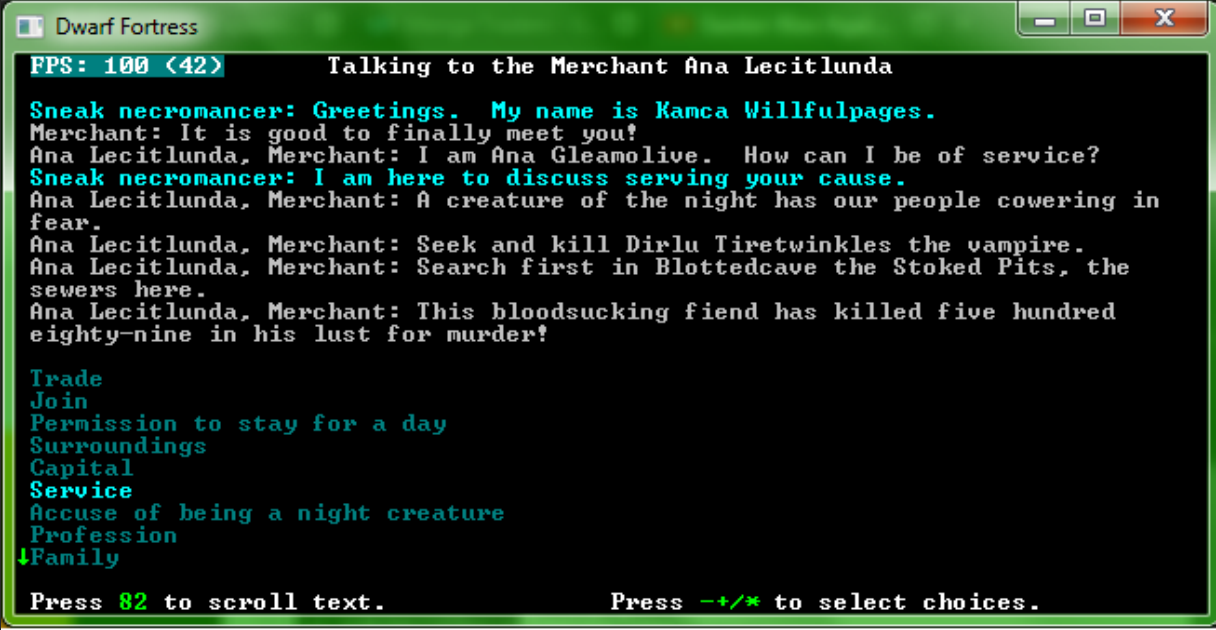 Dwarf Fortress
FPS: 100 (42) Talking to the Merchant Ana Lecitlunda
Sneak necromancer: Greetings. My name is Kamca Willfulpages.
Merchant: It is good to finally meet you!
Ana Lecitlunda, Merchant: I am Ana Gleamolive. How can I be of service?
Sneak necromancer: I am here to discuss serving your cause.
Ana Lecitlunda, Merchant: A creature of the night has our people cowering in
fear.
Ana Lecitlunda, Merchant: Seek and kill Dirlu Tiretwinkles the vampire.
Ana Lecitlunda, Merchant: Search first in Blottedcave the Stoked Pits, the
sewers here.
Ana Lecitlunda, Merchant: This bloodsucking fiend has killed five hundred
eighty-nine in his lust for murder!
Trade
Join
Permission to stay for a day
Surroundings
Capital
Service
Accuse of being a night creature
Profession
↓Family
Press 82 to scroll text. Press -+/* to select choices.